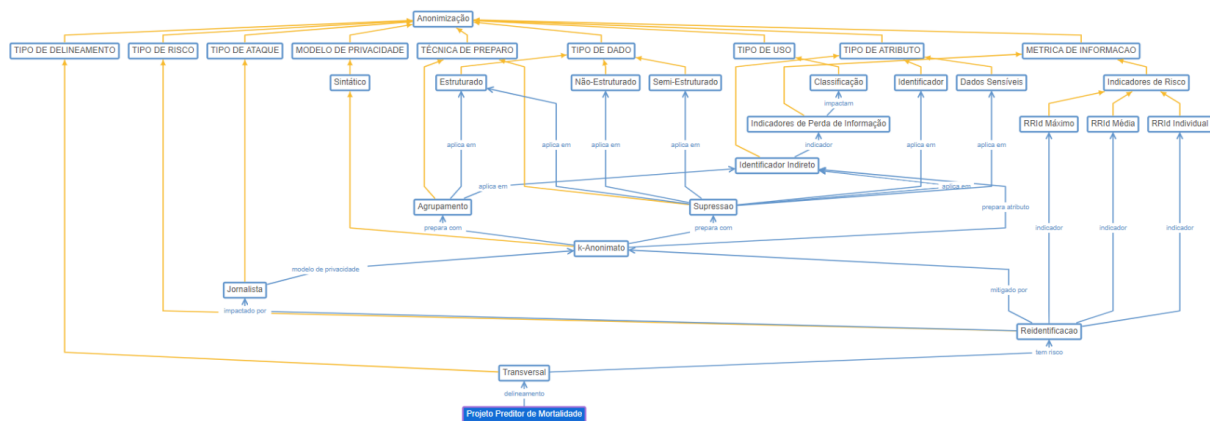 Anonimização
TIPO DE DELINEAMENTO
TIPO DE RISCO
TIPO DE ATAQUE
MODELO DE PRIVACIDADE
TÉCNICA DE PREPARO
TIPO DE DADO
TIPO DE USO
TIPO DE ATRIBUTO
METRICA DE INFORMACAO
Sintático
Estruturado
Não-Estruturado
Semi-Estruturado
Classificação
Identificador
Dados Sensíveis
Indicadores de Risco
impactam
Indicadores de Perda de Informação
RRId Máximo
RRId Média
RRId Individual
aplica em
aplica em
aplica em
aplica em
indicador
aplica em
aplica em
Identificador Indireto
aplica em
aplica em
Agrupamento
Supressao
prepara atributo
prepara com
prepara com
indicador
indicador
indicador
k-Anonimato
modelo de privacidade
Jornalista
mitigado por
impactado por
Reidentificacao
tem risco
Transversal
delineamento
Projeto Preditor de Mortalidade